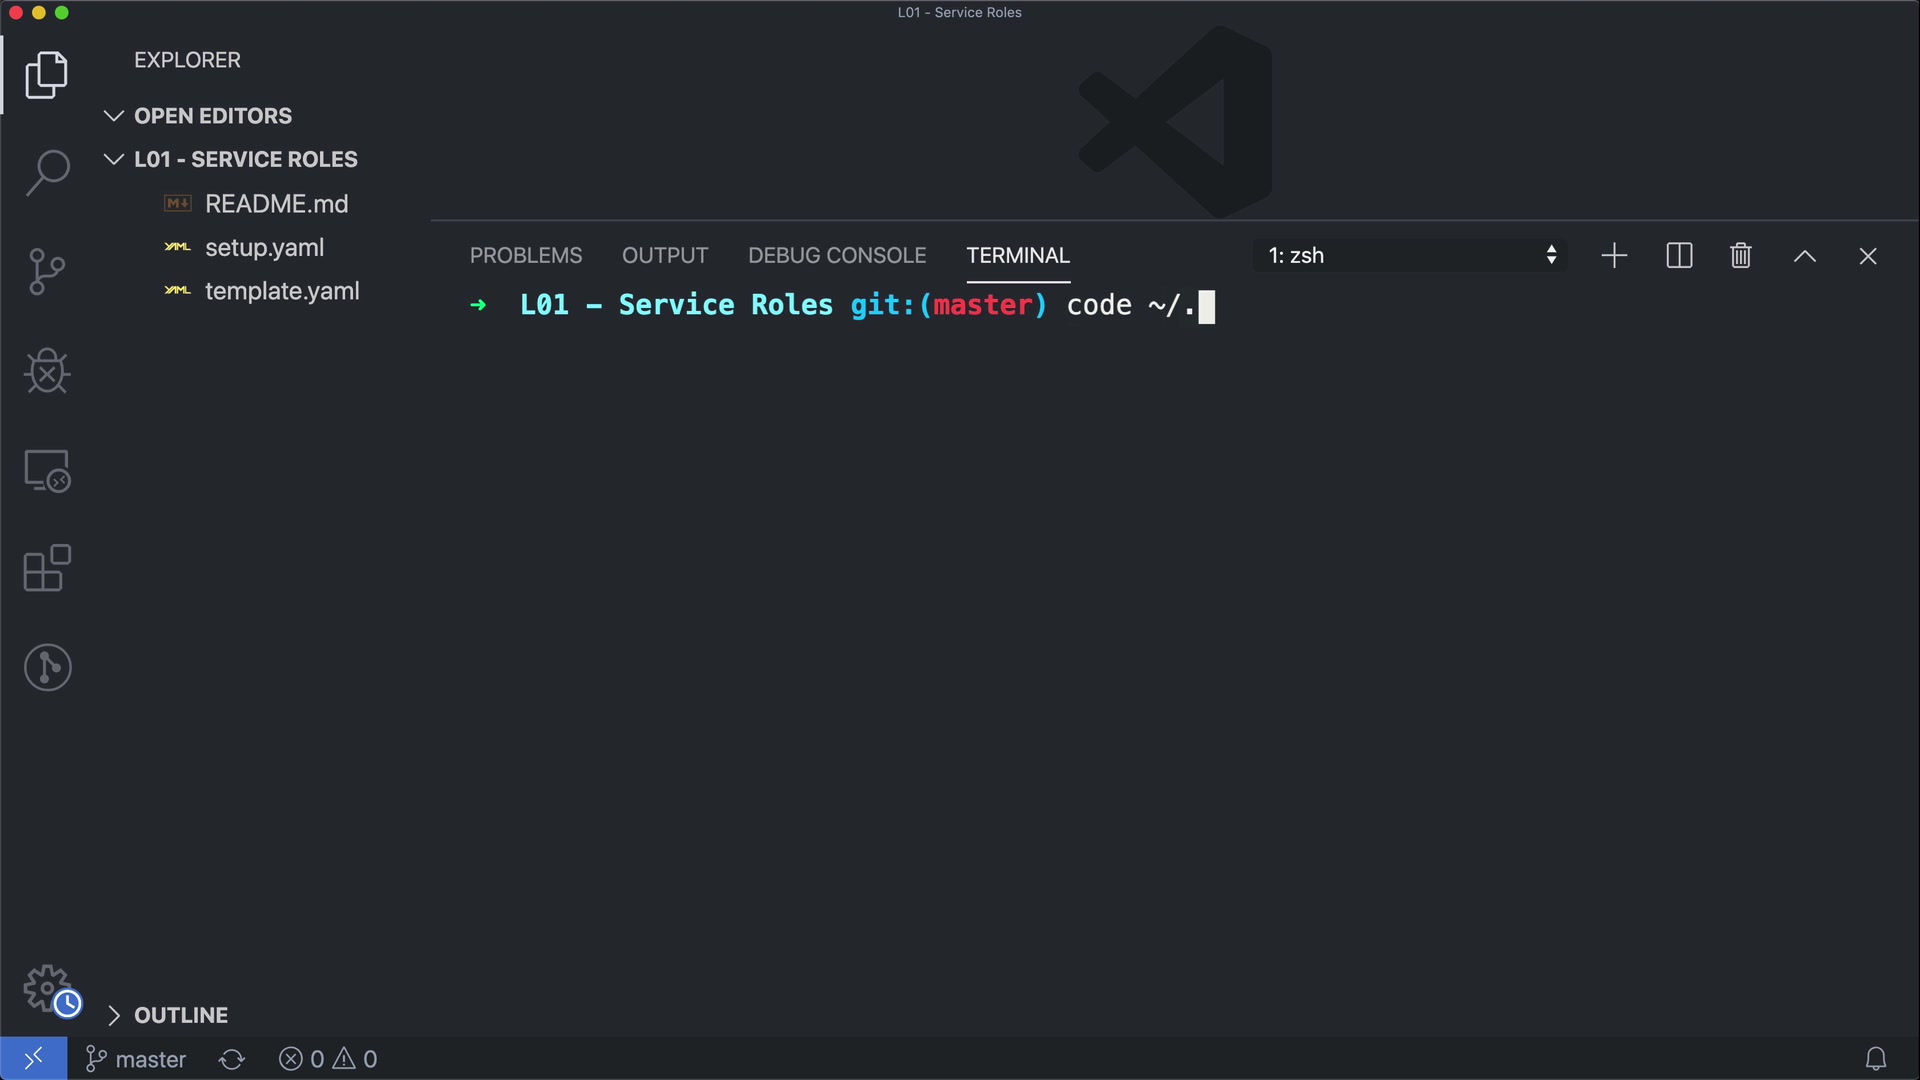 L01 - Service Roles
EXPLORER
OPEN EDITORS
L01 - SERVICE ROLES
README.md
setup.yaml
template.yaml
PROBLEMS OUTPUT DEBUG CONSOLE TERMINAL 1: zsh
→ L01 - Service Roles git:(master) code ~/.
OUTLINE
master 0 0